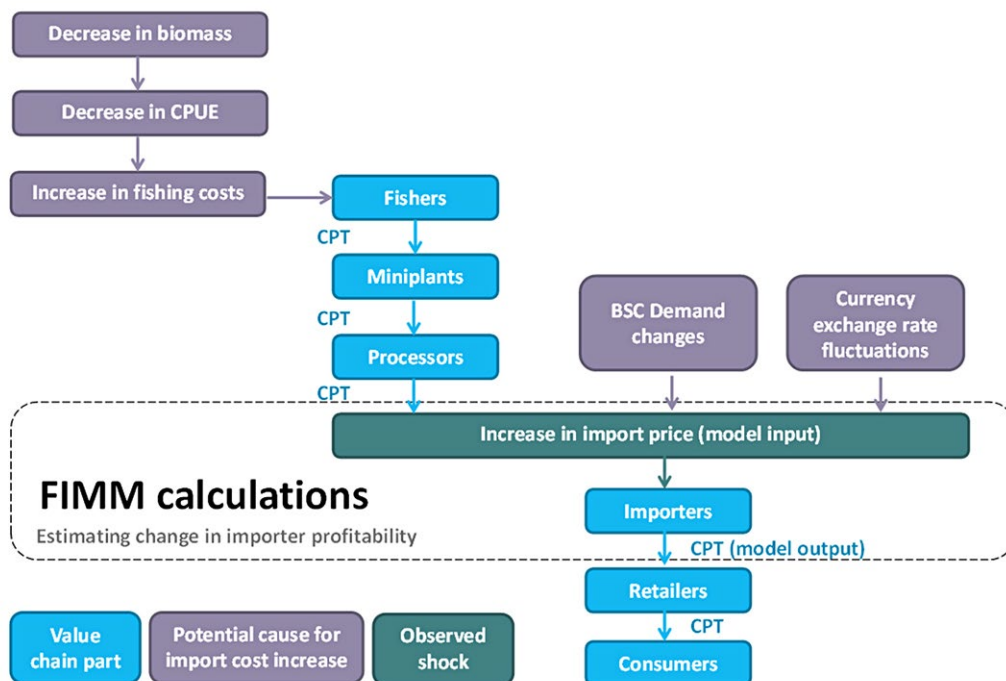 Decrease in biomass
Decrease in CPUE
Increase in fishing costs
Fishers
CPT
Miniplants
CPT
Processors
CPT
BSC Demand
changes
Currency
exchange rate
fluctuations
Increase in import price (model input)
FIMM calculations
Estimating change in importer profitability
Importers
CPT (model output)
Retailers
CPT
Consumers
Value
chain part
Potential cause for
import cost increase
Observed
shock